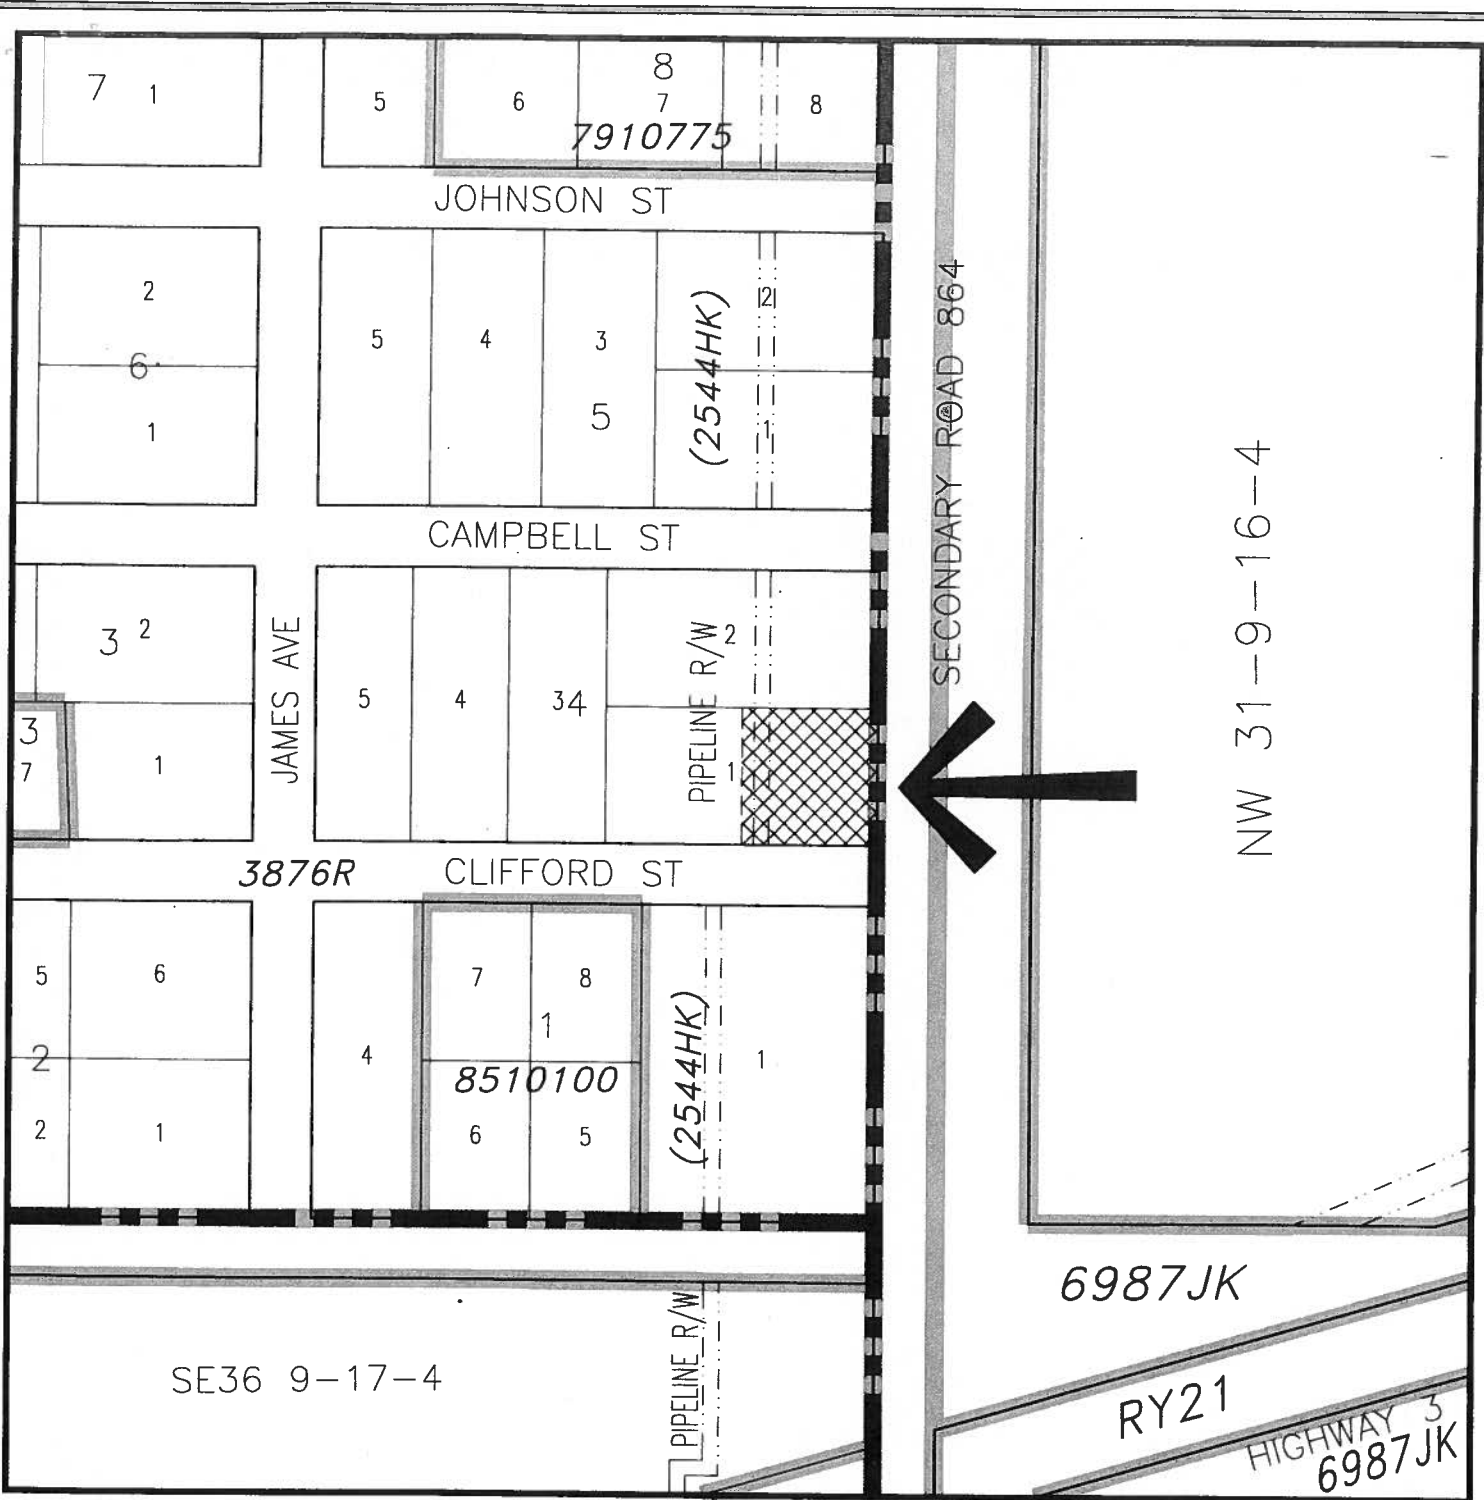 7 1 5 6 8 7 8
7910775
JOHNSON ST
2
6
1
5 4 3
5
(2544HK)
2
1
CAMPBELL ST
SECONDARY ROAD 864
NW 31-9-16-4
3 2
3
7
1
JAMES AVE
5 4 3 4
PIPELINE R/W
2
1
3876R CLIFFORD ST
5 6
2
2 1
4
7 8
1
8510100
6 5
(2544HK)
1
6987JK
SE36 9-17-4
PIPELINE R/W
RY21
HIGHWAY 3
6987JK